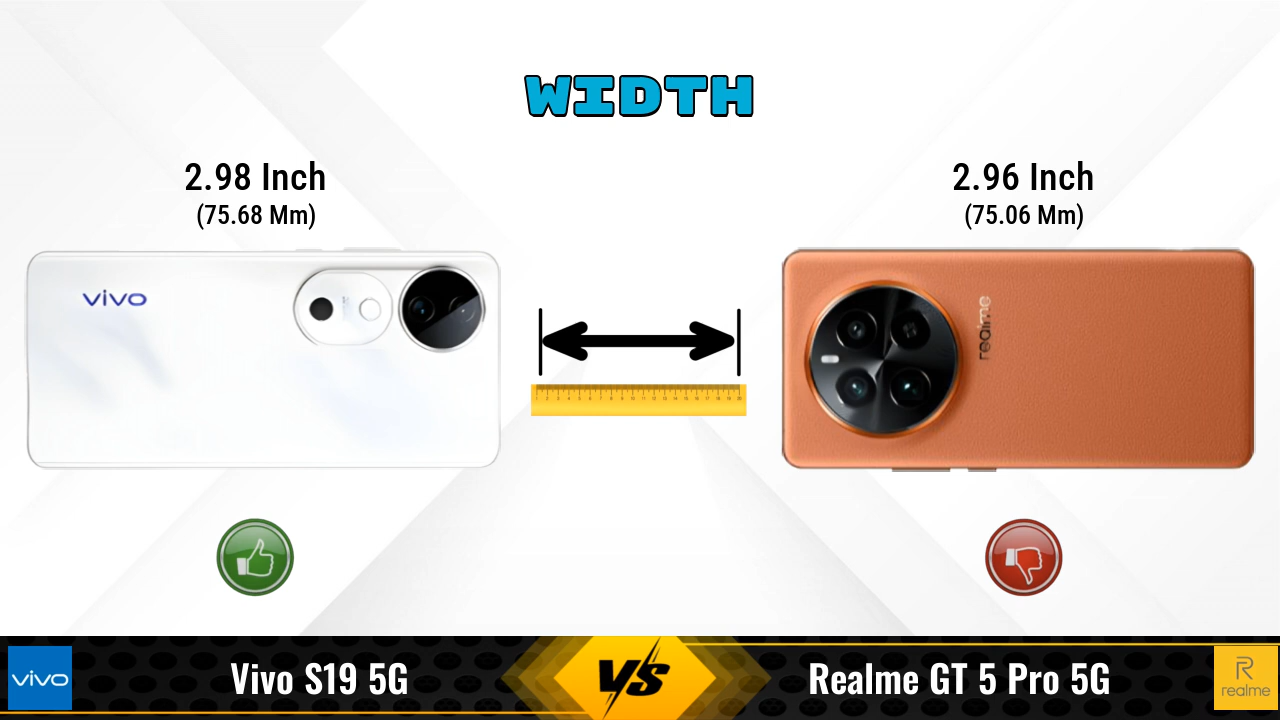 WIDTH
2.98 Inch
(75.68 Mm)
2.96 Inch
(75.06 Mm)
vivo
realme
vivo
Vivo S19 5G
VS
Realme GT 5 Pro 5G
R
realme